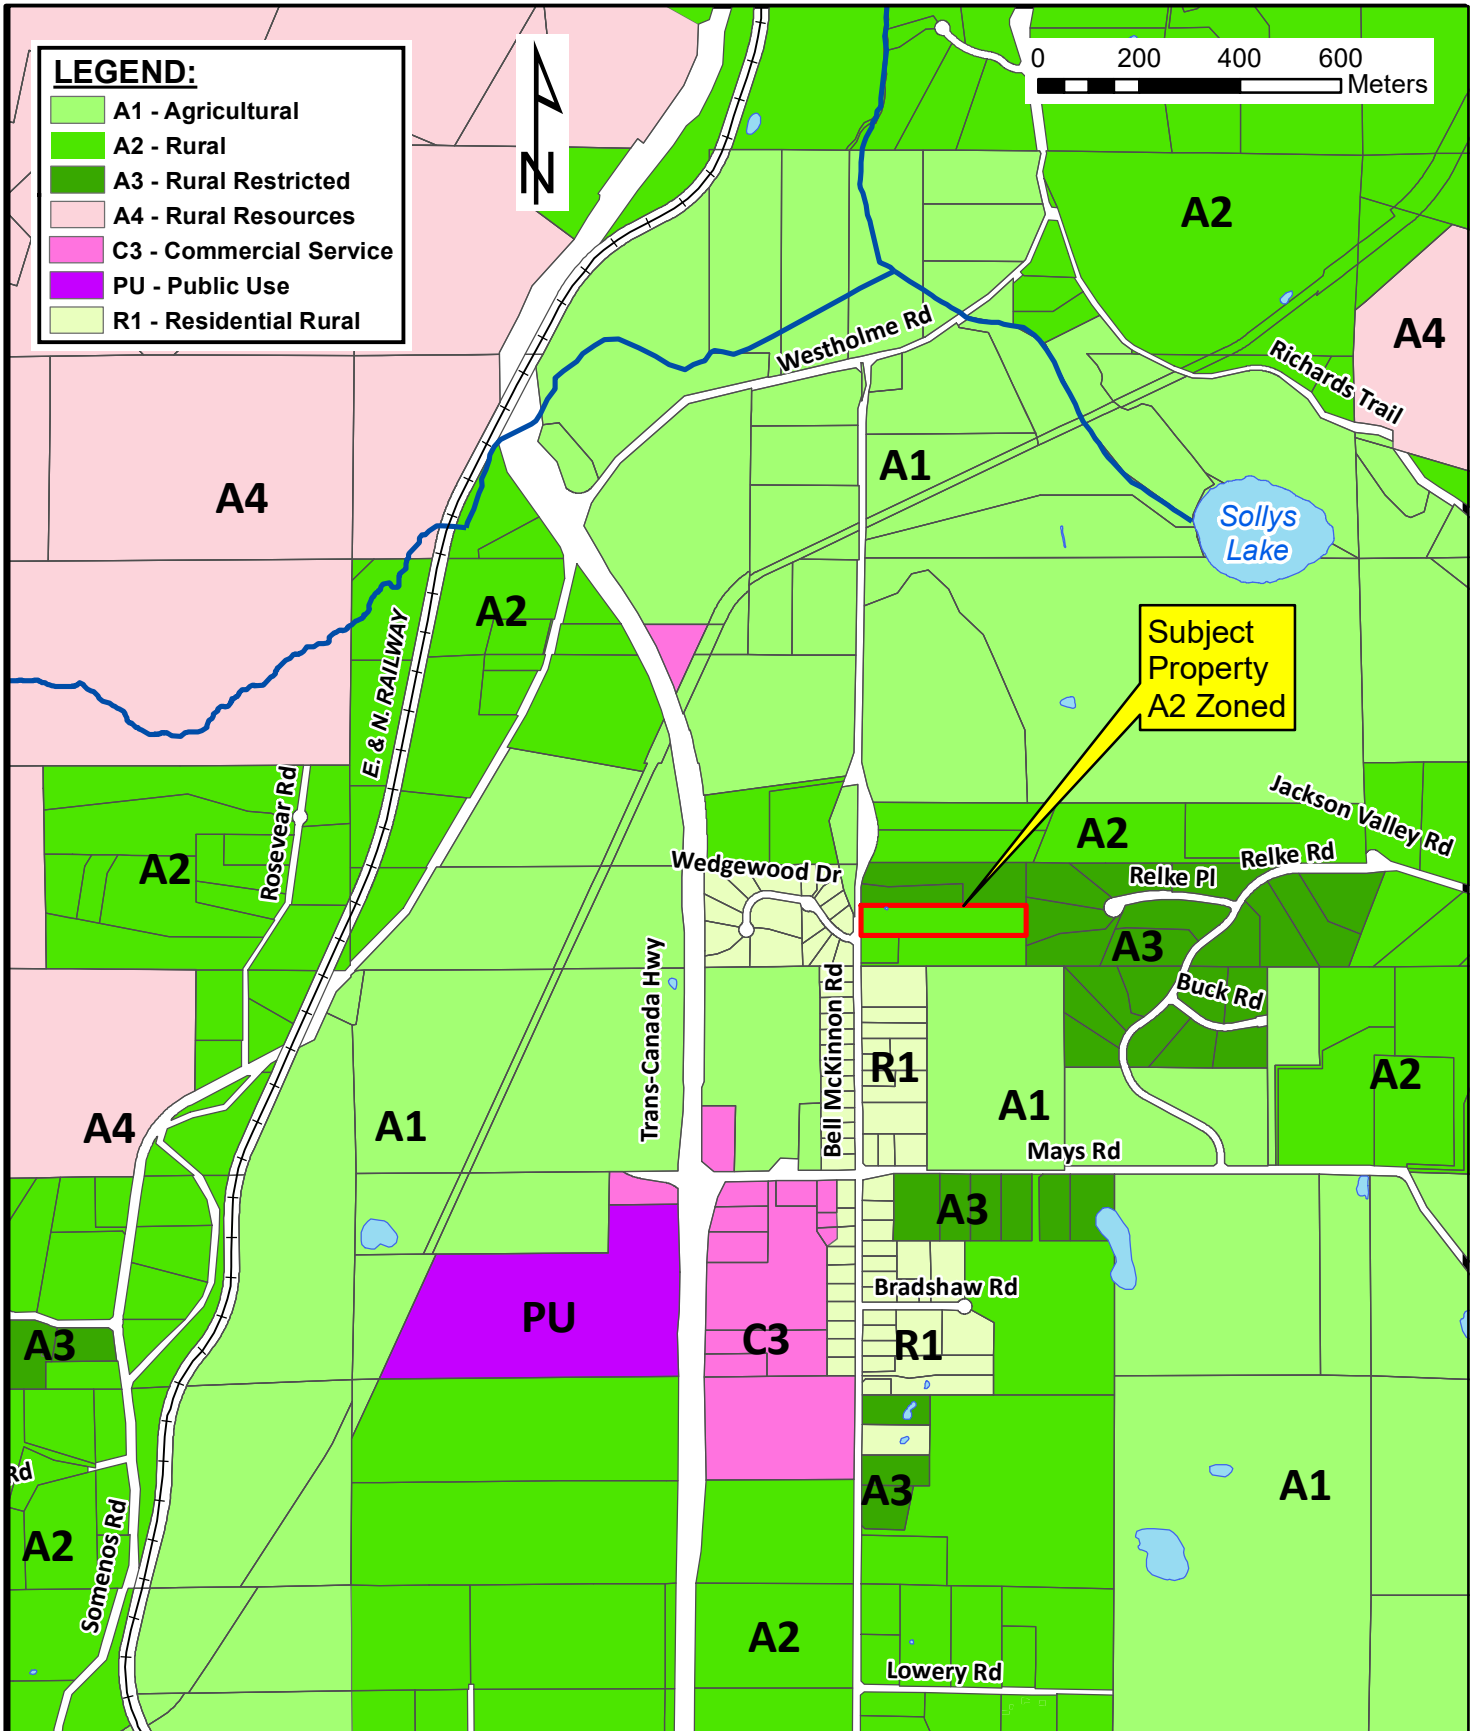 LEGEND:
A1 - Agricultural
A2 - Rural
A3 - Rural Restricted
A4 - Rural Resources
C3 - Commercial Service
PU - Public Use
R1 - Residential Rural
N
0 200 400 600
Meters
A2
A4
Westholme Rd
Richards Trail
A1
A4
Sollys
Lake
A2
E. & N. RAILWAY
Subject
Property
A2 Zoned
Rosevear Rd
A2
Jackson Valley Rd
A2
Relke Rd
Wedgewood Dr
Relke Pl
A3
Buck Rd
Trans-Canada Hwy
Bell McKinnon Rd
R1
A1
A2
A4
A1
Mays Rd
A3
Bradshaw Rd
PU
C3
R1
A3
Rd
A3
A1
A2
Somenos Rd
A2
Lowery Rd